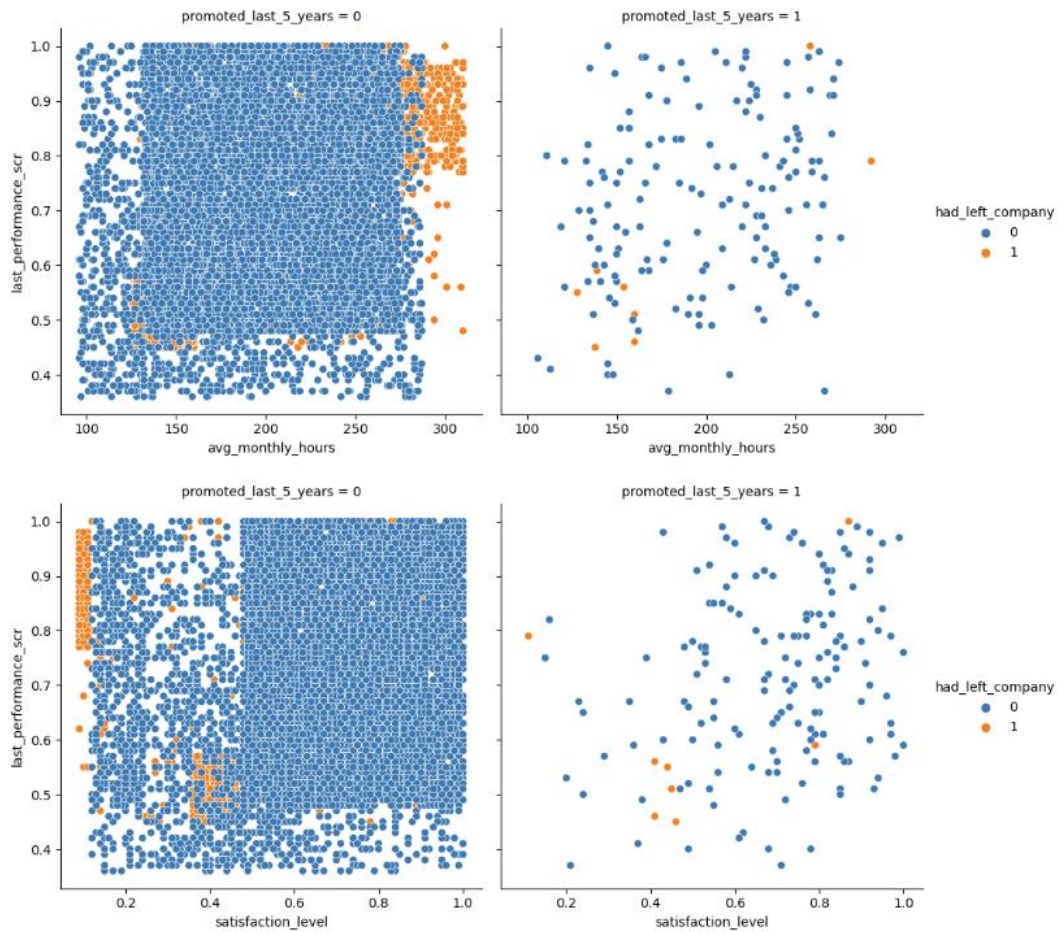 promoted_last_5_years = 0
promoted_last_5_years = 1
1.0
0.9
0.8
0.7
0.6
0.5
0.4
last_performance_scr
100 150 200 250 300
100 150 200 250 300
avg_monthly_hours
avg_monthly_hours
had_left_company
0
1
promoted_last_5_years = 0
promoted_last_5_years = 1
1.0
0.9
0.8
0.7
0.6
0.5
0.4
last_performance_scr
0.2 0.4 0.6 0.8 1.0
0.2 0.4 0.6 0.8 1.0
satisfaction_level
satisfaction_level
had_left_company
0
1